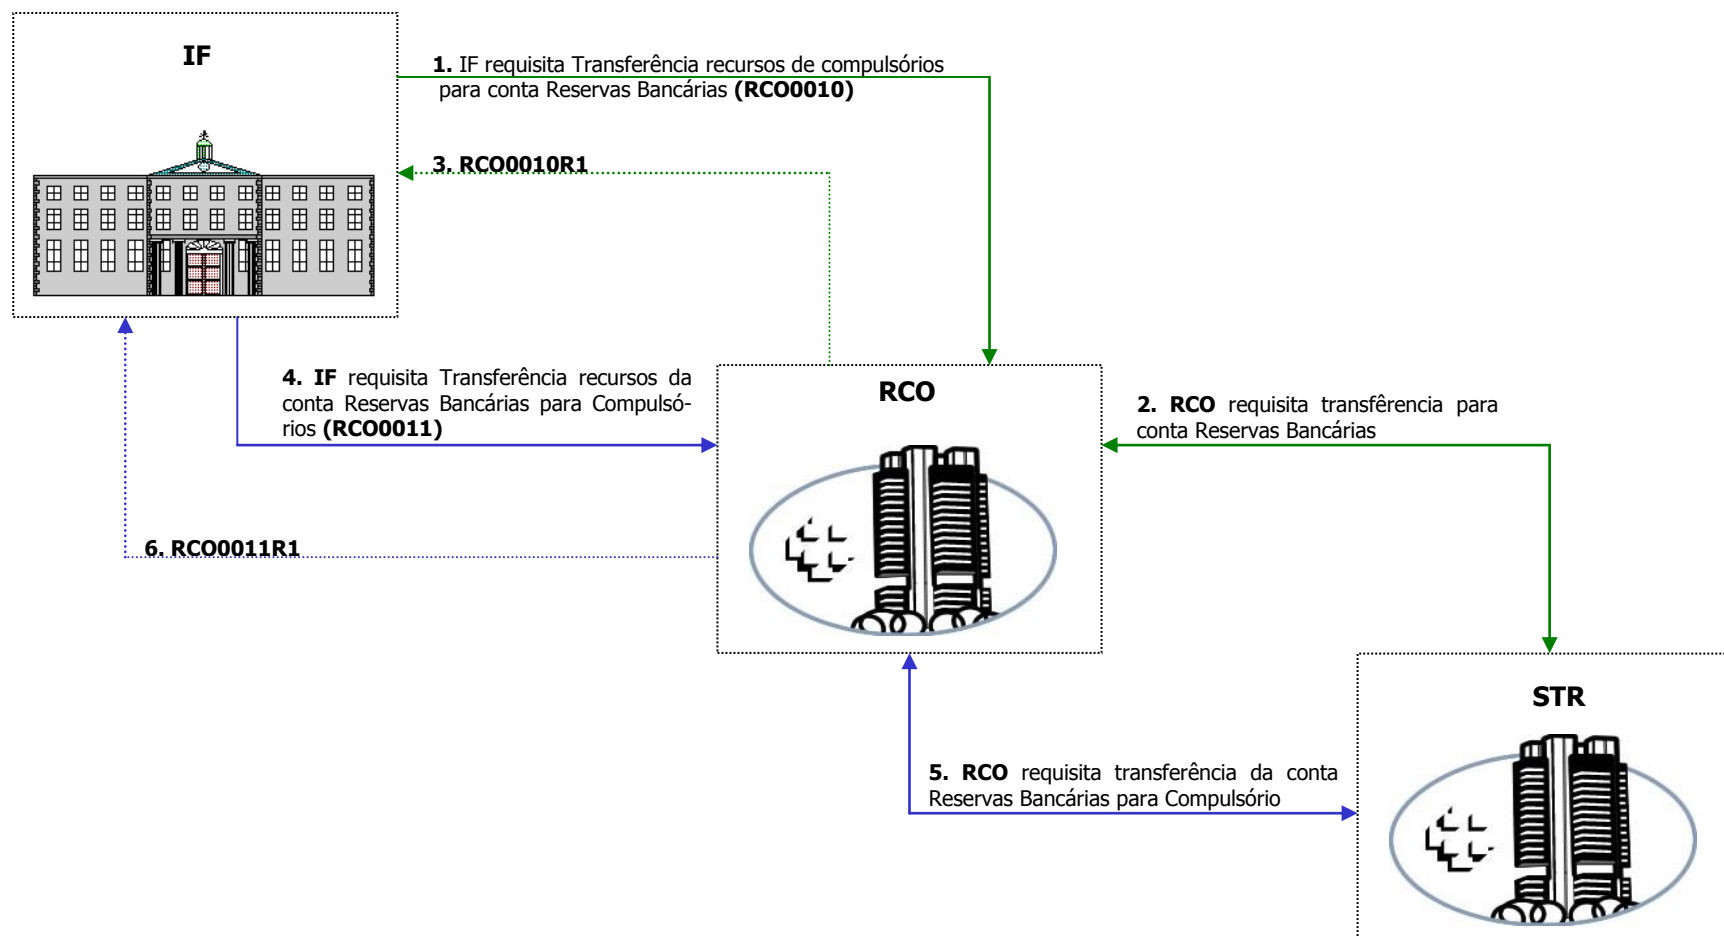 IF
1. IF requisita Transferência recursos de compulsórios
para conta Reservas Bancárias (RCO0010)
3. RCO0010R1
4. IF requisita Transferência recursos da
conta Reservas Bancárias para Compulsó-
rios (RCO0011)
RCO
2. RCO requisita transfêrencia para
conta Reservas Bancárias
6. RCO0011R1
STR
5. RCO requisita transferência da conta
Reservas Bancárias para Compulsório